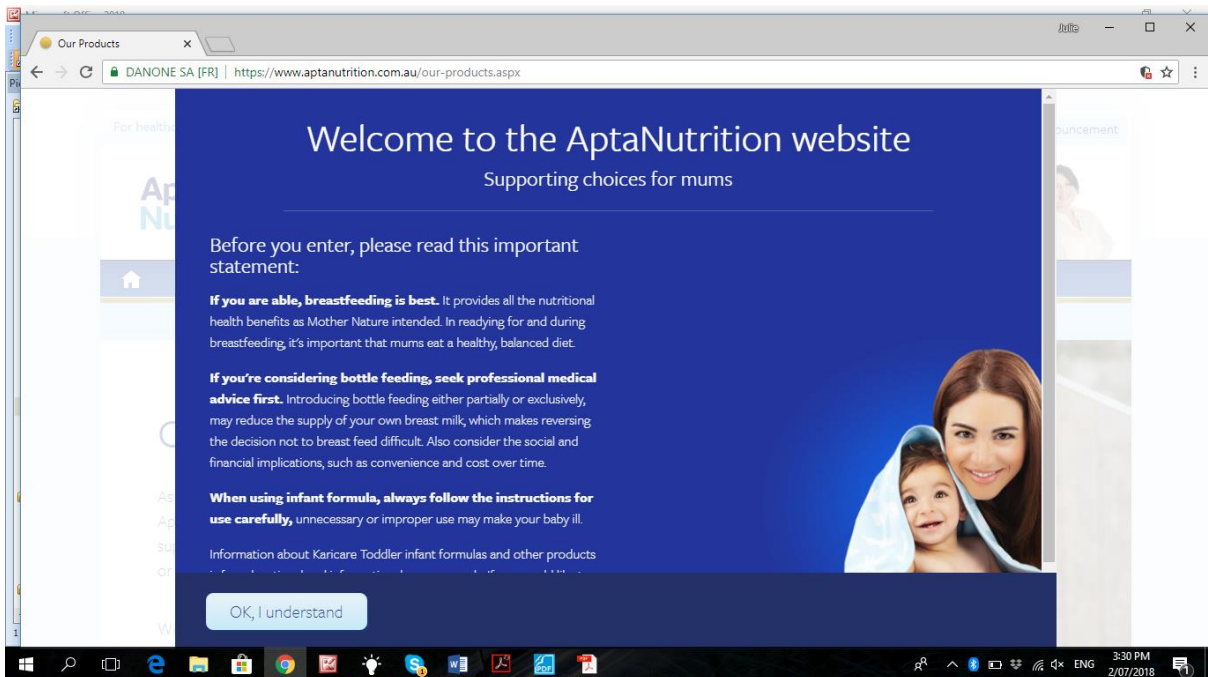 Julie
Our Products
DANONE SA [FR] | https://www.aptanutrition.com.au/our-products.aspx
Welcome to the AptaNutrition website
Supporting choices for mums
Before you enter, please read this important
statement:
If you are able, breastfeeding is best. It provides all the nutritional
health benefits as Mother Nature intended. In readying for and during
breastfeeding, it's important that mums eat a healthy, balanced diet.
If you're considering bottle feeding, seek professional medical
advice first. Introducing bottle feeding either partially or exclusively,
may reduce the supply of your own breast milk, which makes reversing
the decision not to breast feed difficult. Also consider the social and
financial implications, such as convenience and cost over time.
When using infant formula, always follow the instructions for
use carefully, unnecessary or improper use may make your baby ill.
Information about Karicare Toddler infant formulas and other products
OK, I understand
ENG
3:30 PM
2/07/2018